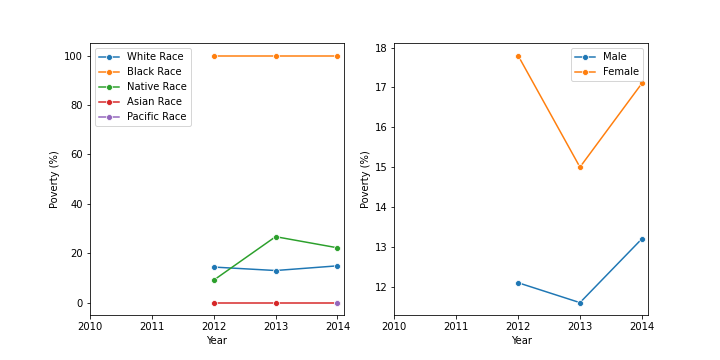 White Race
Black Race
Native Race
Asian Race
Pacific Race
100
80
60
40
20
0
Poverty (%)
2010 2011 2012 2013 2014
Year
Male
Female
18
17
16
15
14
13
12
Poverty (%)
2010 2011 2012 2013 2014
Year